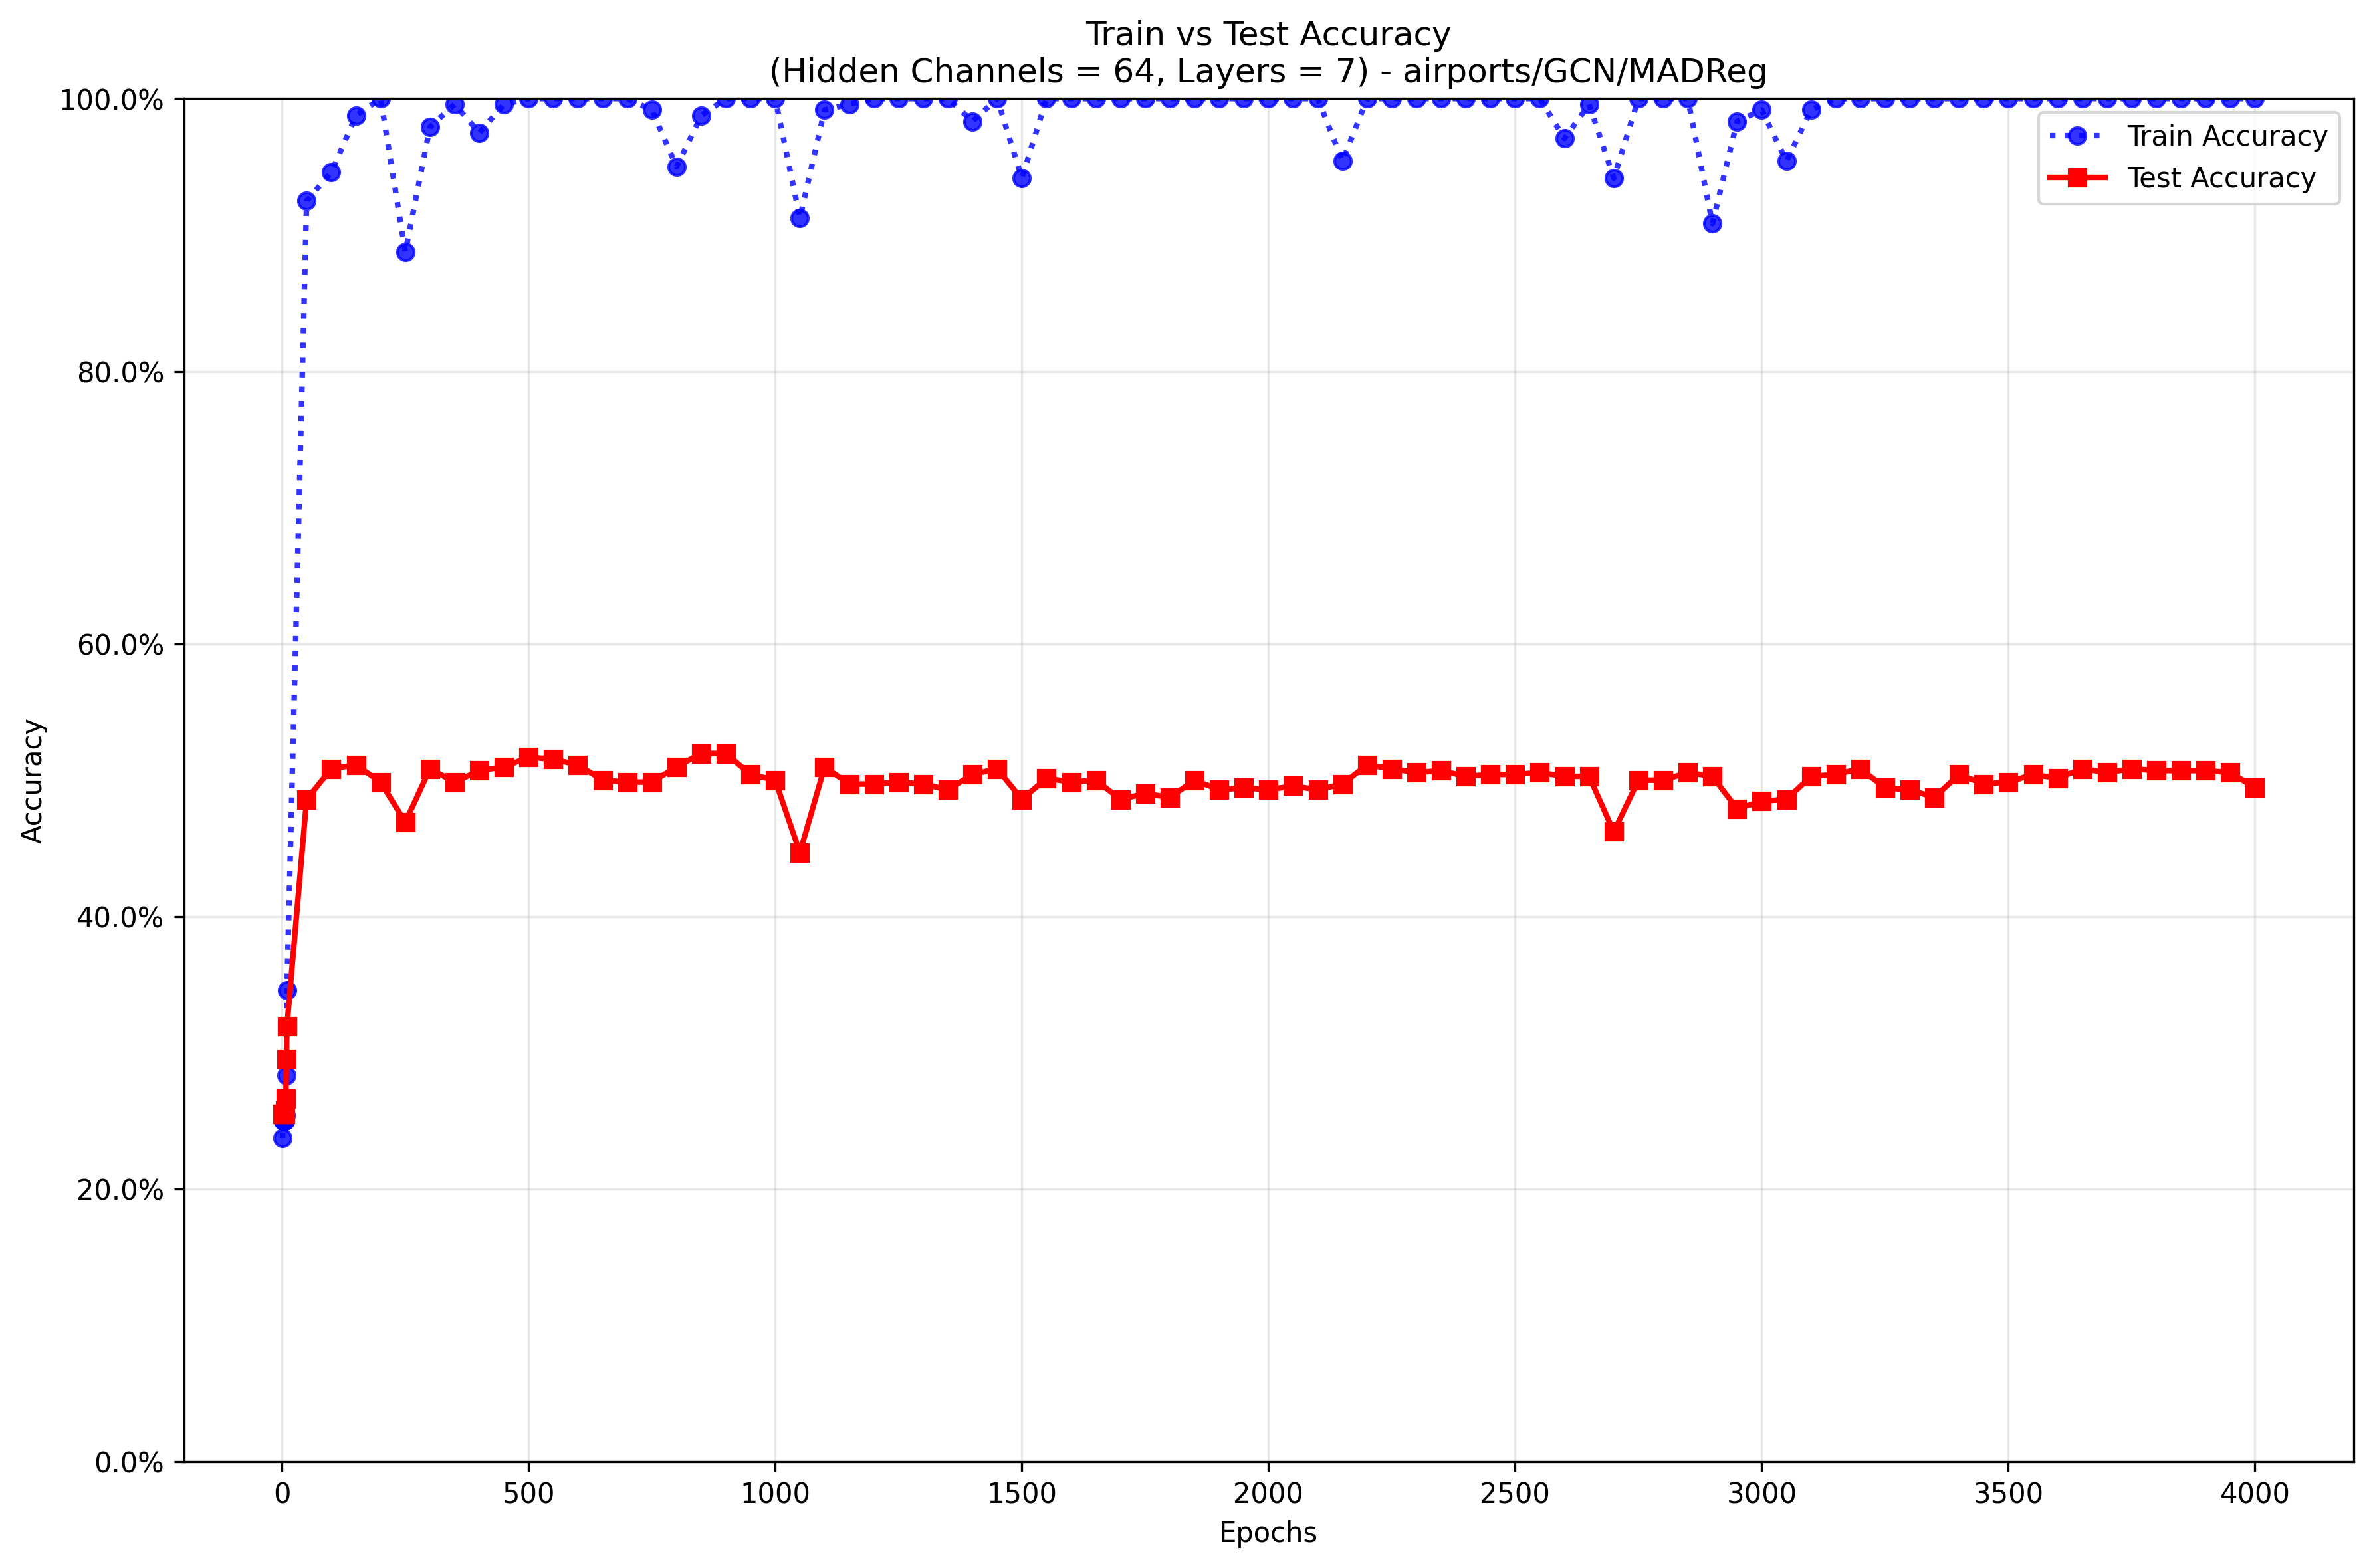 Train vs Test Accuracy
(Hidden Channels = 64, Layers = 7) - airports/GCN/MADReg
100.0%
80.0%
60.0%
40.0%
20.0%
0.0%
Accuracy
Train Accuracy
Test Accuracy
0 500 1000 1500 2000 2500 3000 3500 4000
Epochs